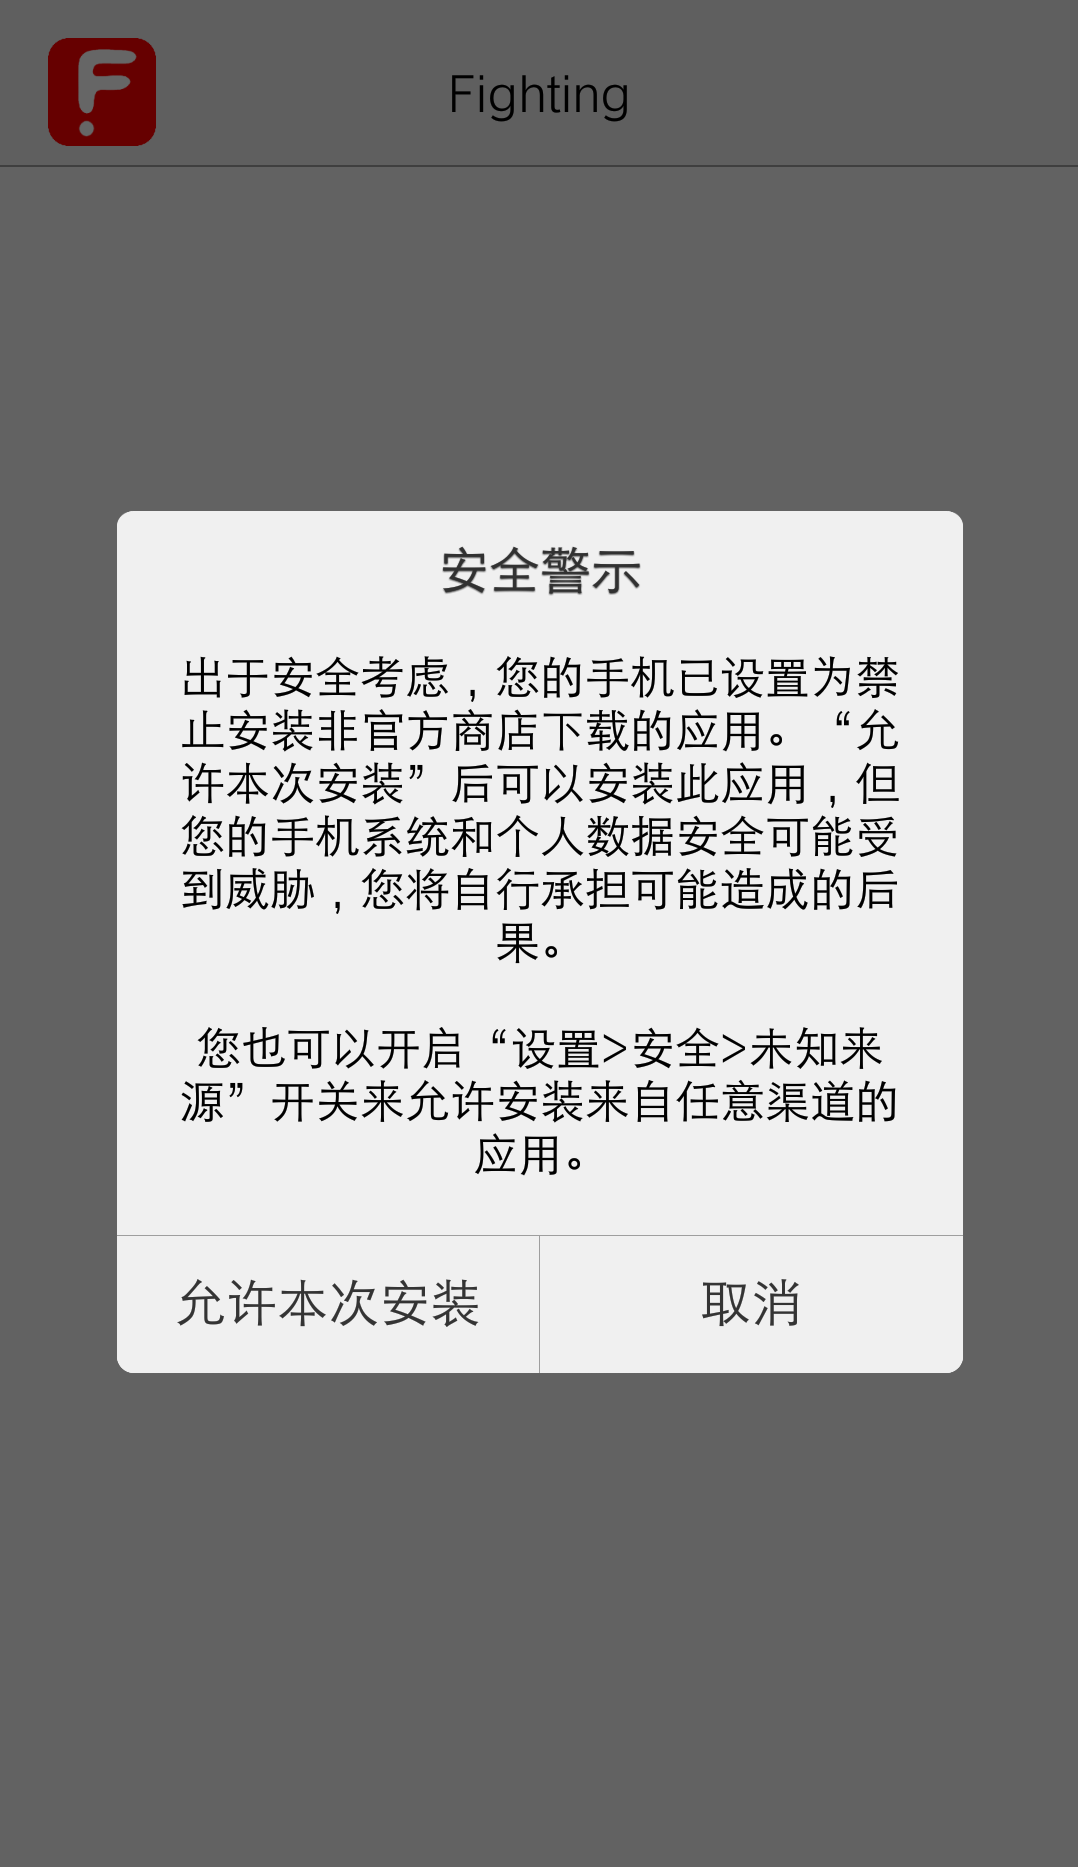 F
Fighting
安全警示
出于安全考虑，您的手机已设置为禁
止安装非官方商店下载的应用。“允
许本次安装”后可以安装此应用，但
您的手机系统和个人数据安全可能受
到威胁，您将自行承担可能造成的后
果。
您也可以开启“设置>安全>未知来
源”开关来允许安装来自任意渠道的
应用。
允许本次安装
取消